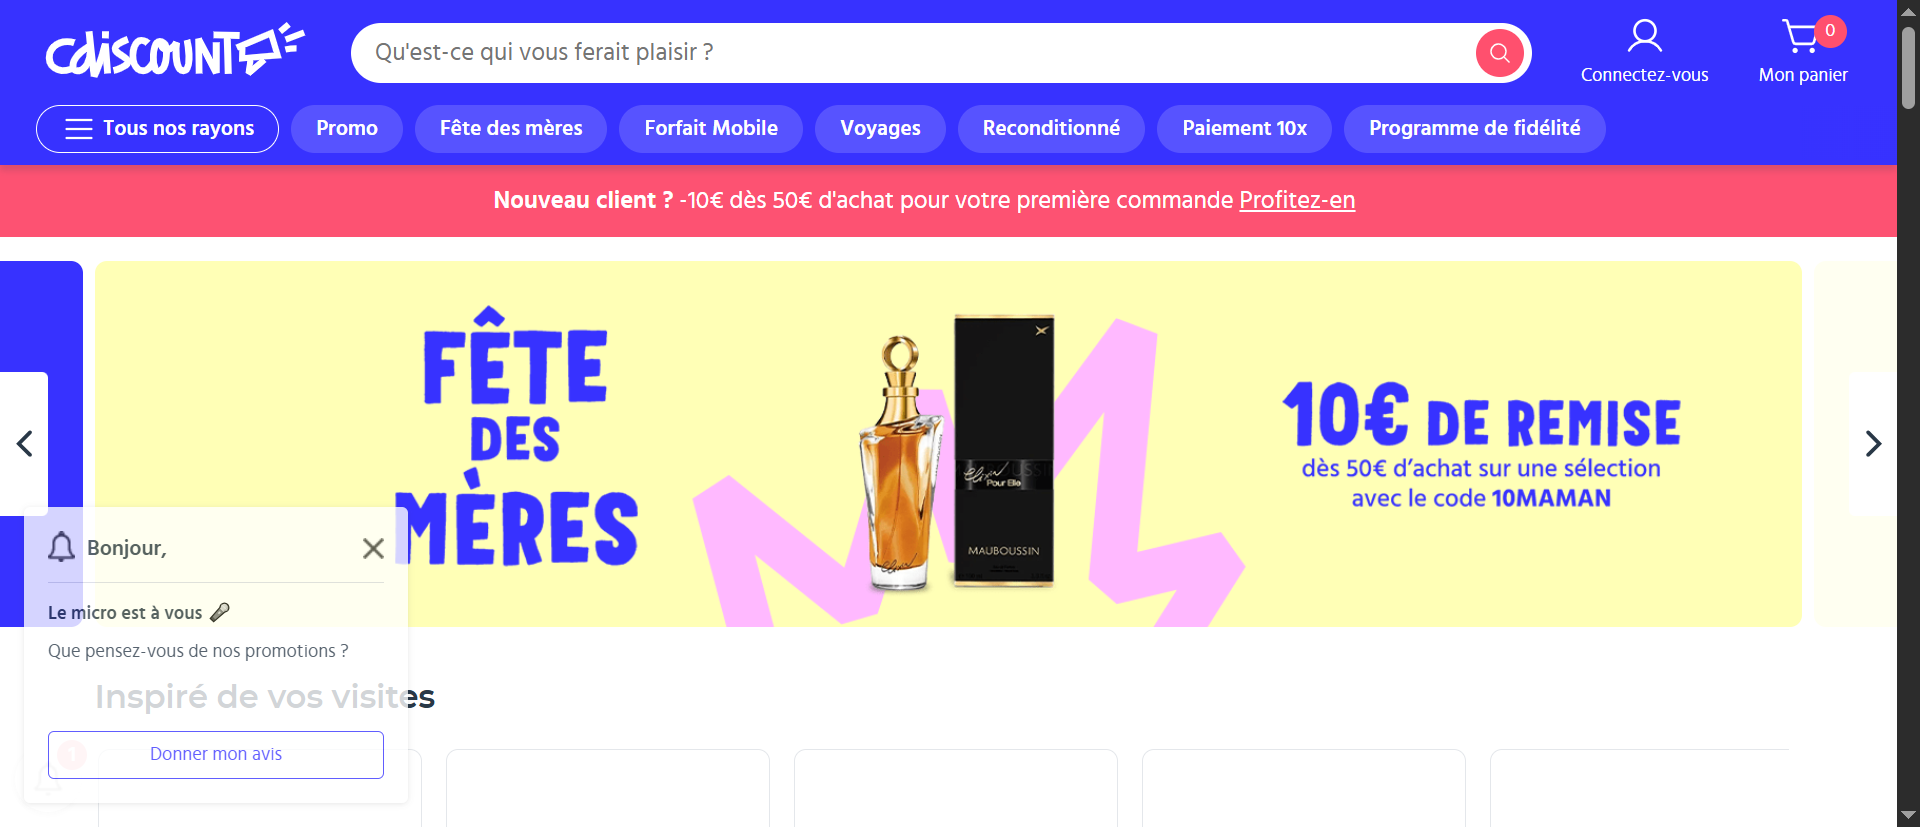 cdiscount
Qu'est-ce qui vous ferait plaisir ?
Connectez-vous
0
Mon panier
Tous nos rayons
Promo
Fête des mères
Forfait Mobile
Voyages
Reconditionné
Paiement 10x
Programme de fidélité
Nouveau client ? -10€ dès 50€ d'achat pour votre première commande Profitez-en
FÊTE
DES
MÈRES
Elixir
Pour Elle
MAUBOUSSIN
10€ DE REMISE
dès 50€ d’achat sur une sélection
avec le code 10MAMAN
Bonjour,
Le micro est à vous
Que pensez-vous de nos promotions ?
Inspiré de vos visites
1
Donner mon avis